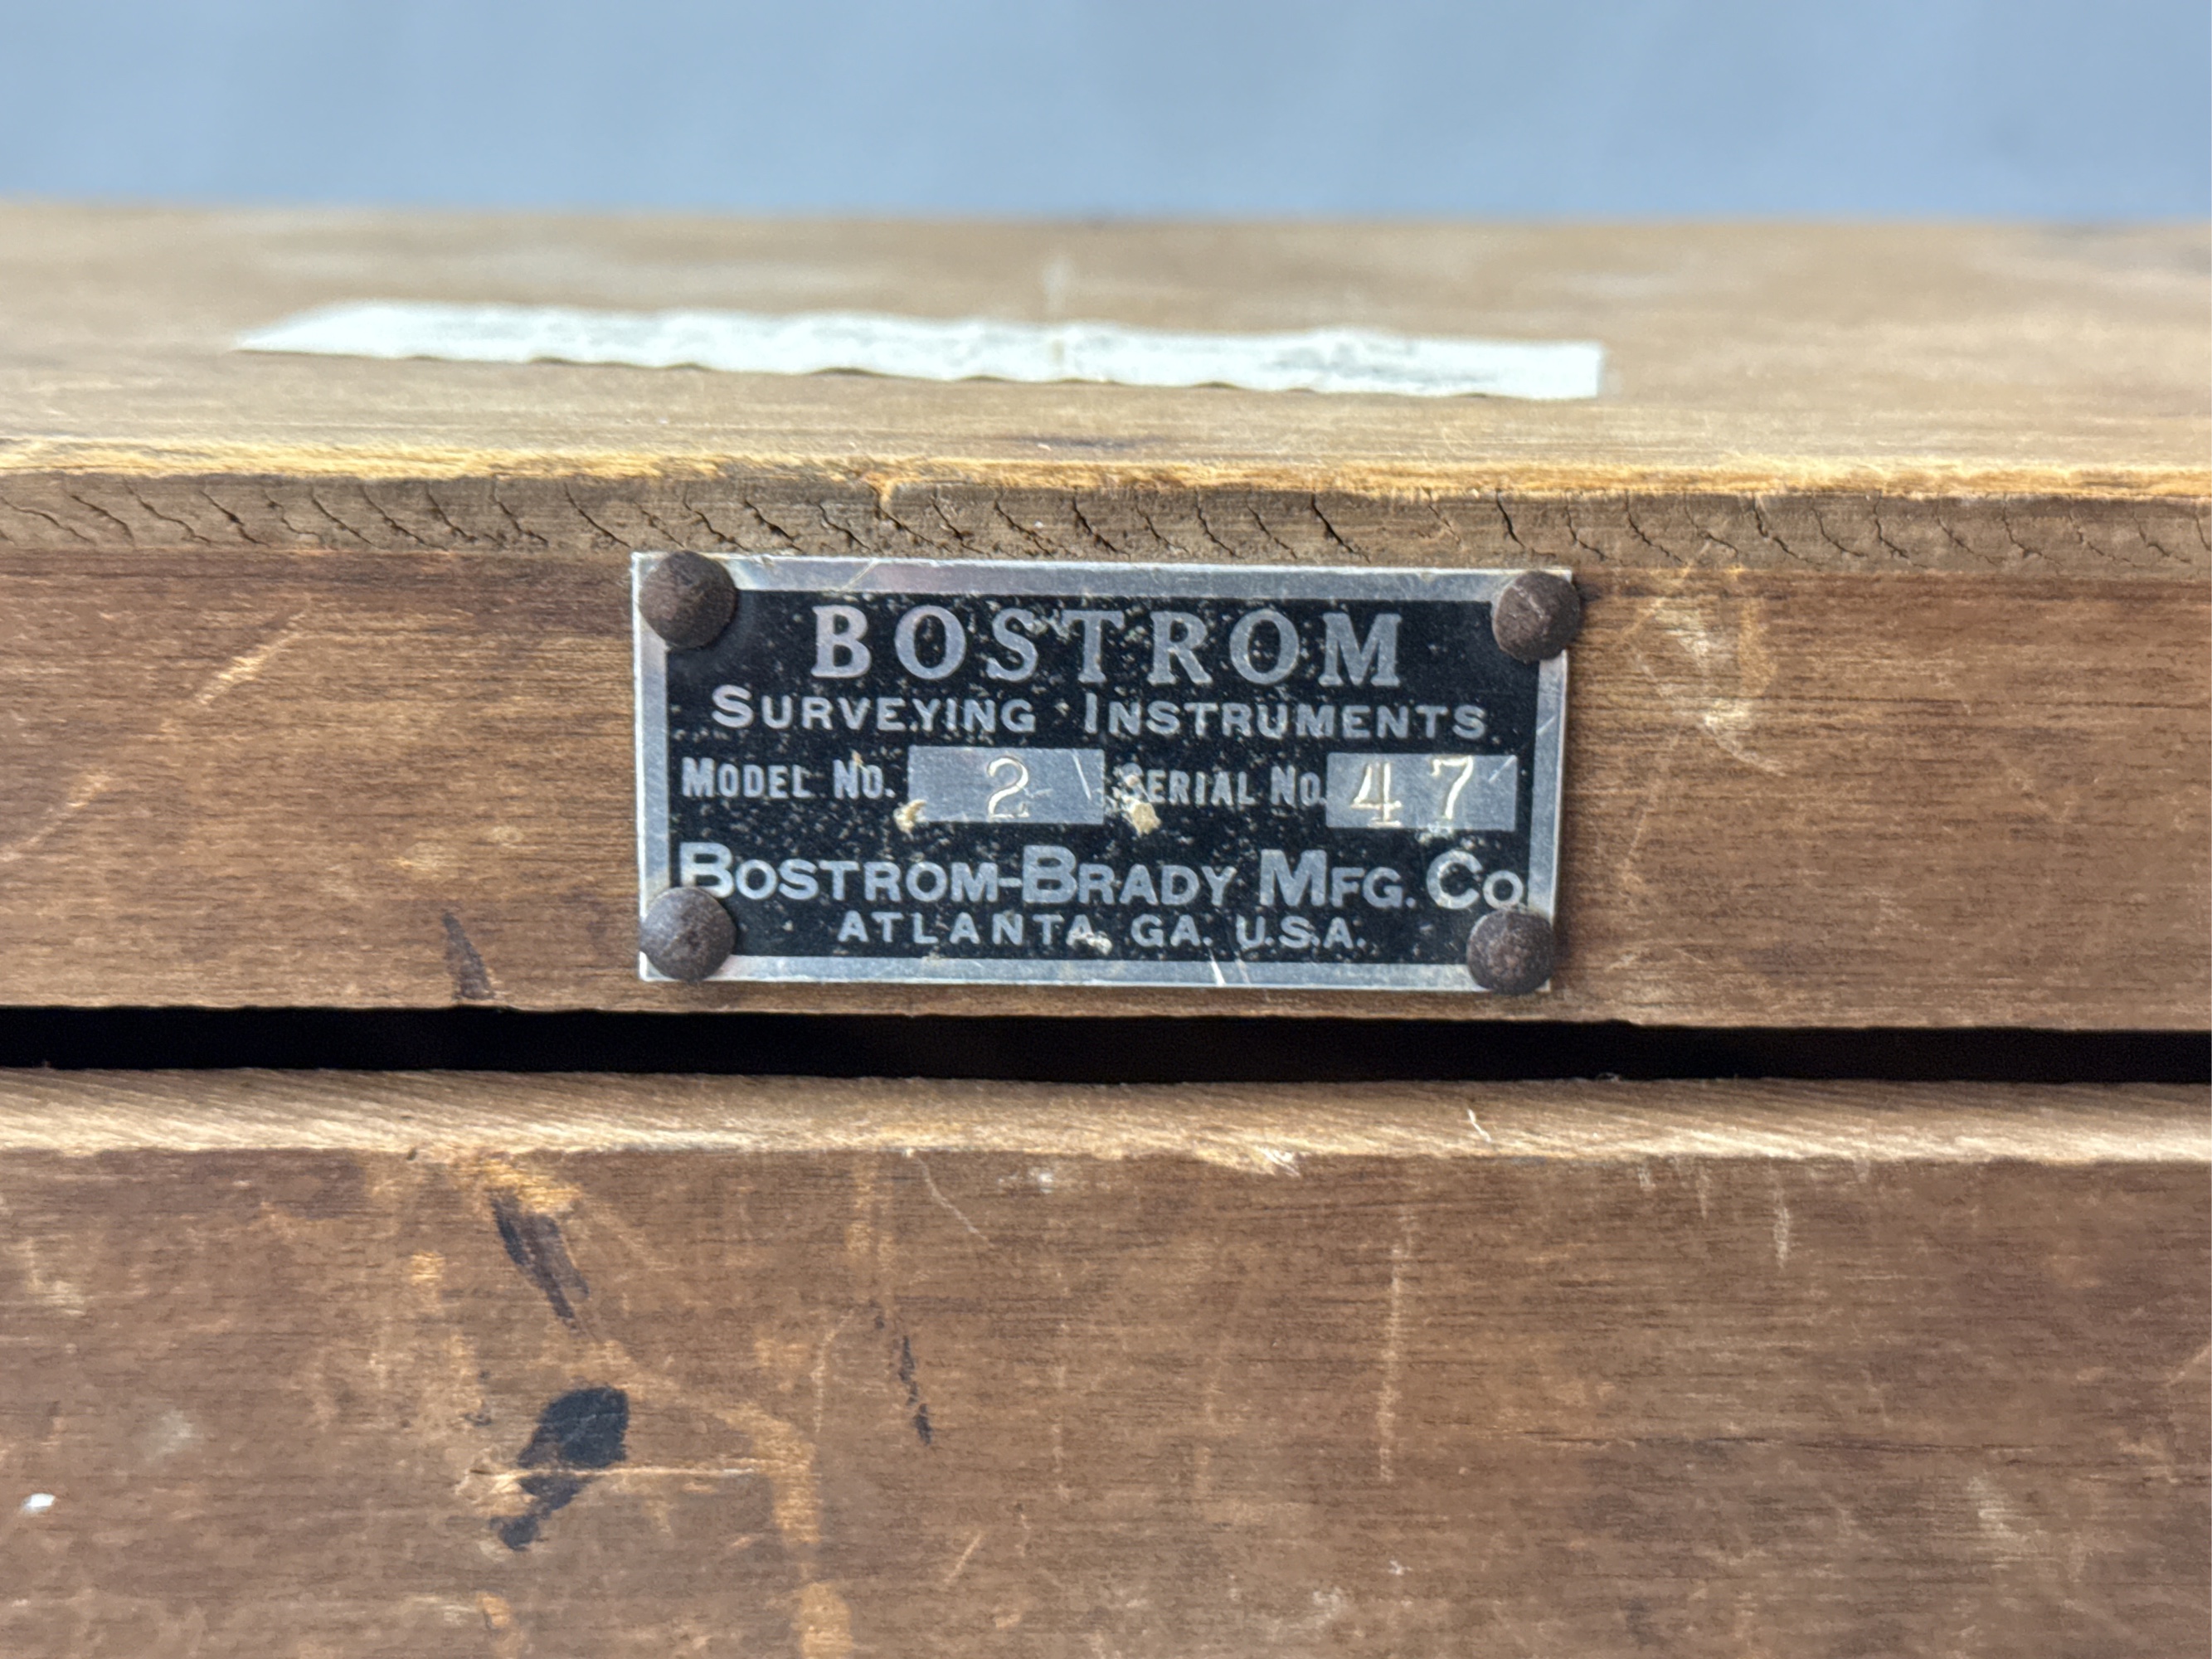 BOSTROM
SURVEYING INSTRUMENTS
MODEL NO. 2 SERIAL NO. 47
BOSTROM-BRADY MFG. CO.
ATLANTA, GA. U.S.A.